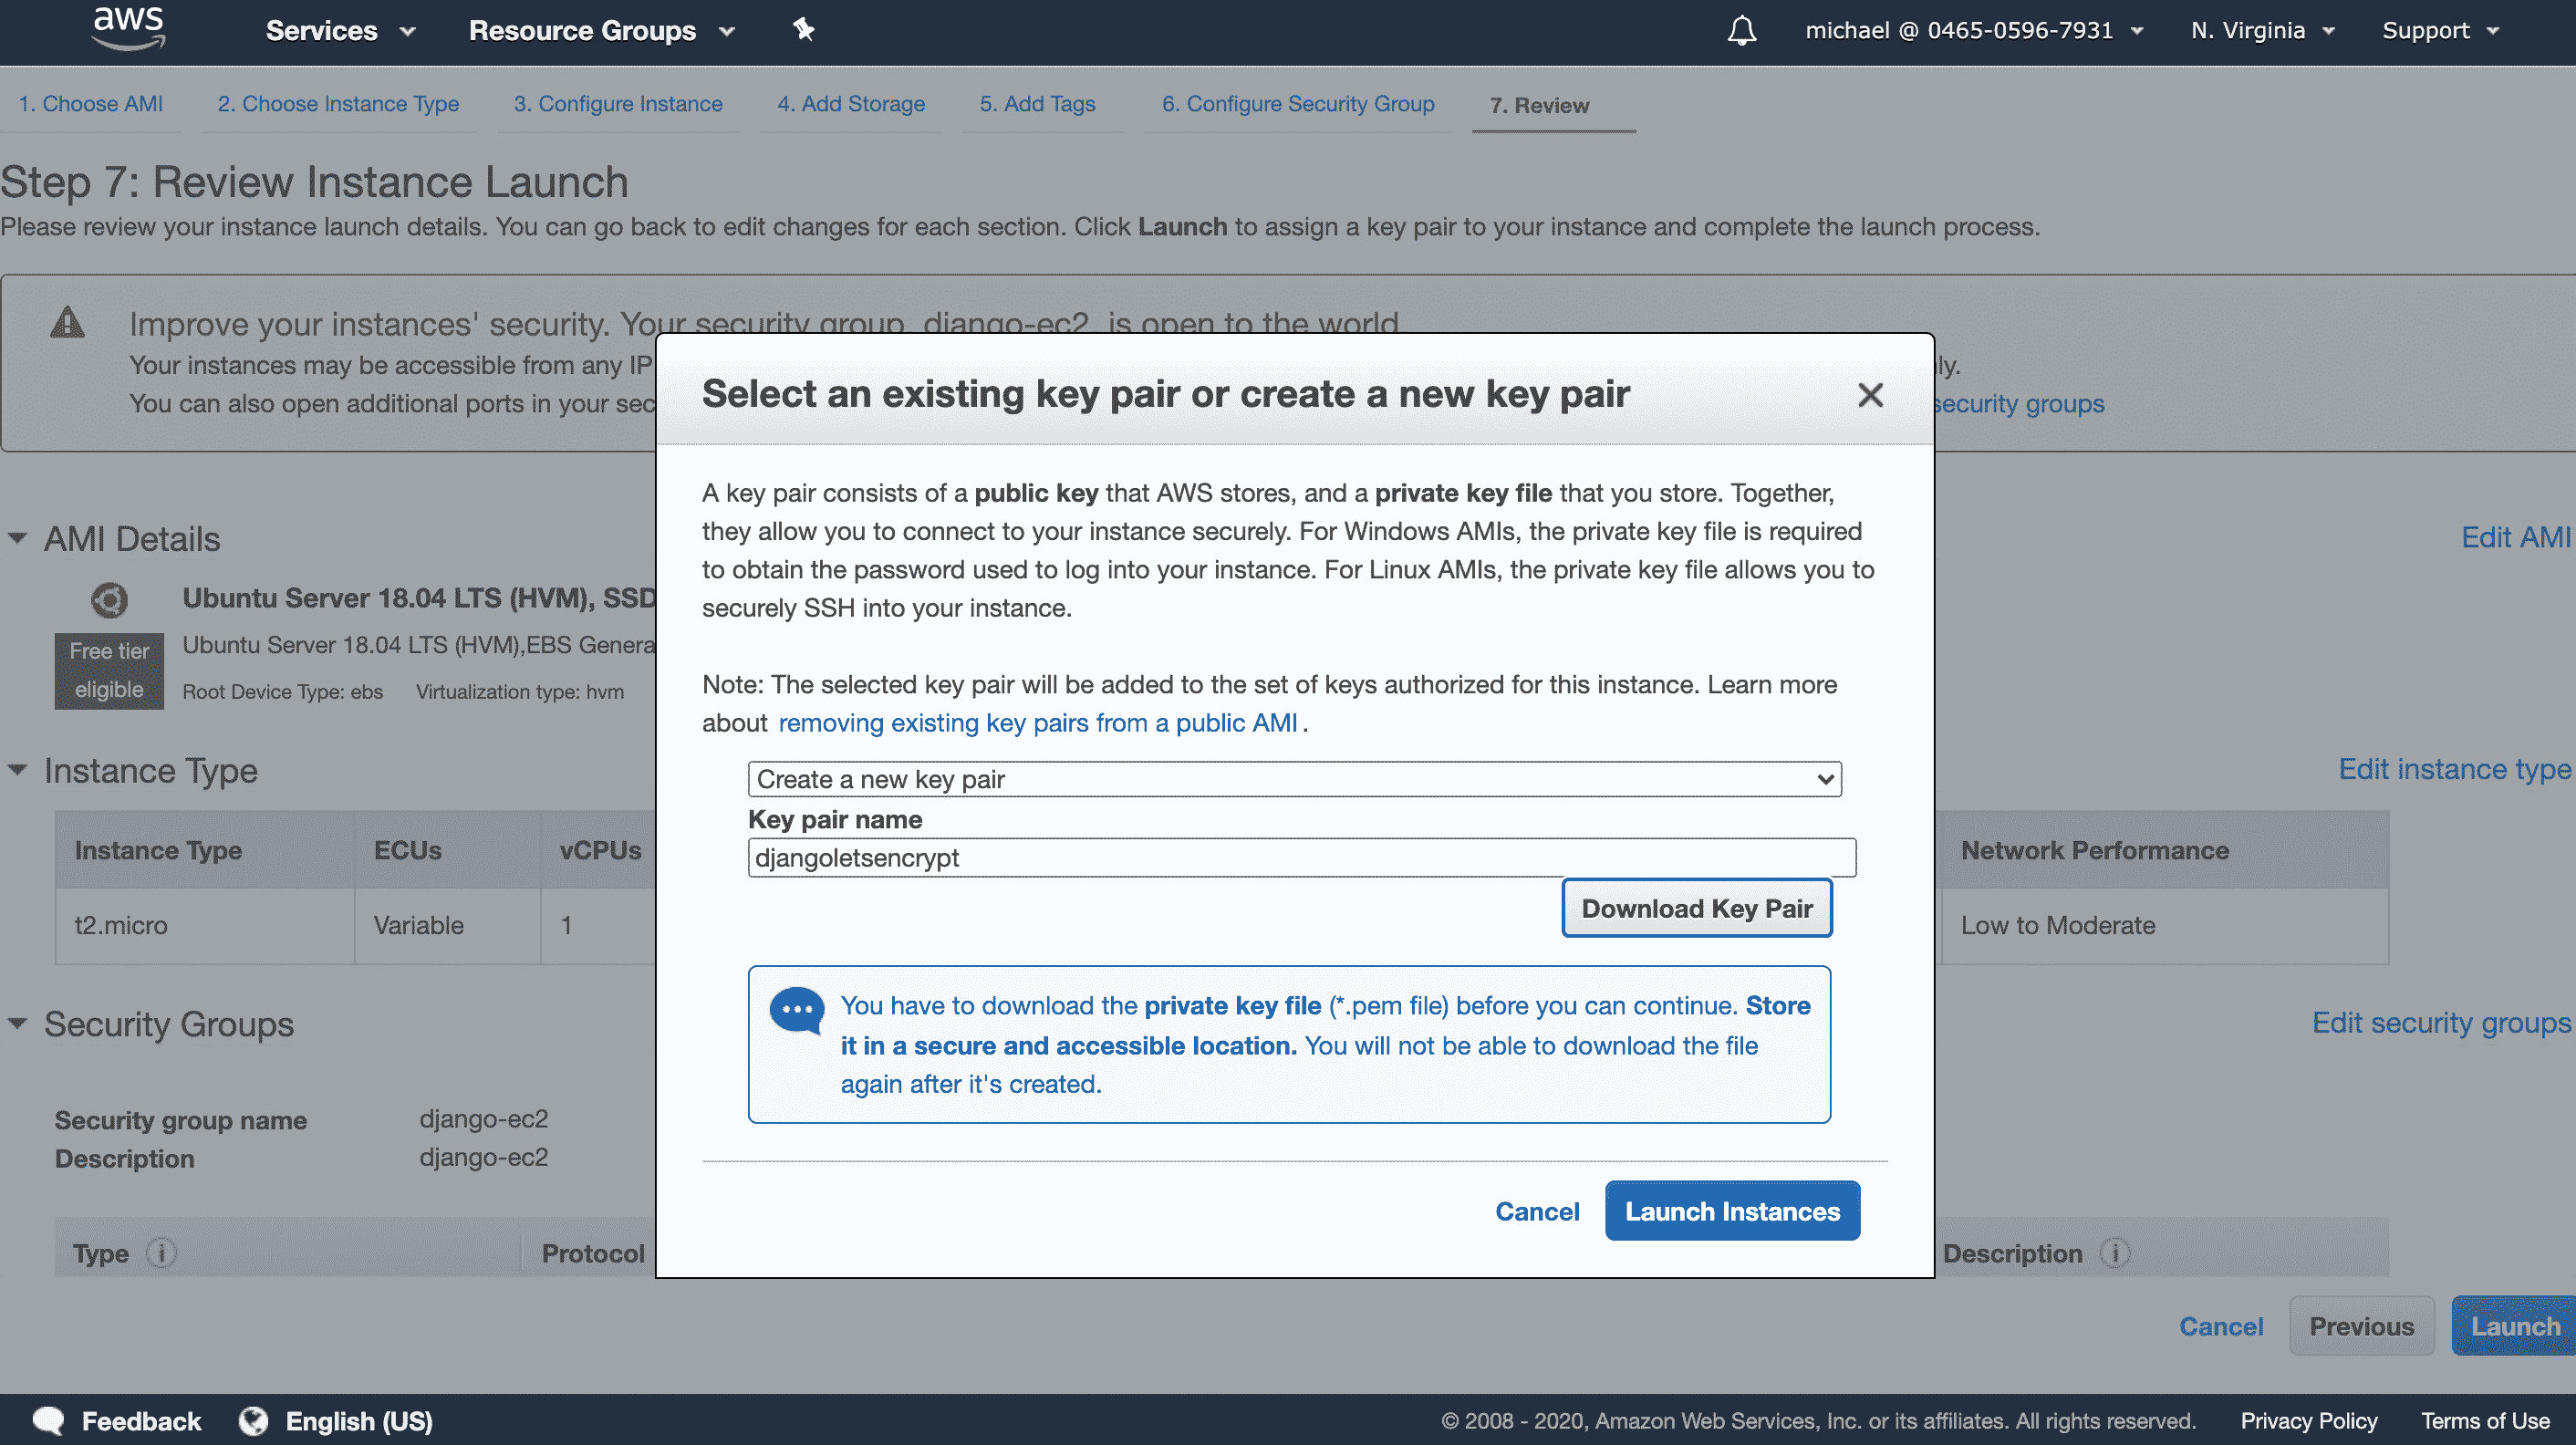 aws
Services
Resource Groups
michael @ 0465-0596-7931
N. Virginia
Support
1. Choose AMI
2. Choose Instance Type
3. Configure Instance
4. Add Storage
5. Add Tags
6. Configure Security Group
7. Review
Step 7: Review Instance Launch
Please review your instance launch details. You can go back to edit changes for each section. Click Launch to assign a key pair to your instance and complete the launch process.
Improve your instances' security. Your security group, django-ec2, is open to the world.
Your instances may be accessible from any IP
You can also open additional ports in your
security groups
AMI Details
Edit AMI
Ubuntu Server 18.04 LTS (HVM), SSD
Free tier
eligible
Ubuntu Server 18.04 LTS (HVM),EBS
Root Device Type: ebs
Virtualization type: hvm
Instance Type
Edit instance type
Instance Type
ECUs
vCPUs
Network Performance
t2.micro
Variable
1
Low to Moderate
Security Groups
Edit security groups
Security group name
django-ec2
Description
django-ec2
Type
Protocol
Description
Select an existing key pair or create a new key pair
A key pair consists of a public key that AWS stores, and a private key file that you store. Together,
they allow you to connect to your instance securely. For Windows AMIs, the private key file is required
to obtain the password used to log into your instance. For Linux AMIs, the private key file allows you to
securely SSH into your instance.
Note: The selected key pair will be added to the set of keys authorized for this instance. Learn more
about removing existing key pairs from a public AMI .
Create a new key pair
Key pair name
djangoletsencrypt
Download Key Pair
You have to download the private key file (*.pem file) before you can continue. Store
it in a secure and accessible location. You will not be able to download the file
again after it's created.
Cancel
Launch Instances
Cancel
Previous
Launch
Feedback
English (US)
© 2008 - 2020, Amazon Web Services, Inc. or its affiliates. All rights reserved.
Privacy Policy
Terms of Use